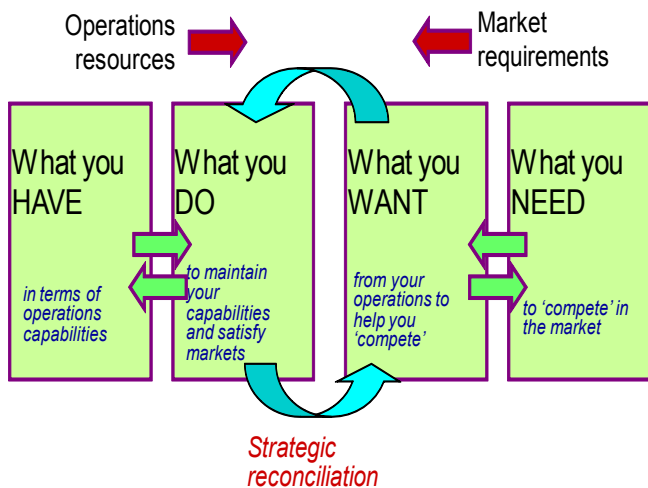 Operations
resources
Market
requirements
What you
HAVE
in terms of
operations
capabilities
What you
DO
to maintain
your
capabilities
and satisfy
markets
What you
WANT
from your
operations to
help you
‘compete’
What you
NEED
to ‘compete’ in
the market
Strategic
reconciliation